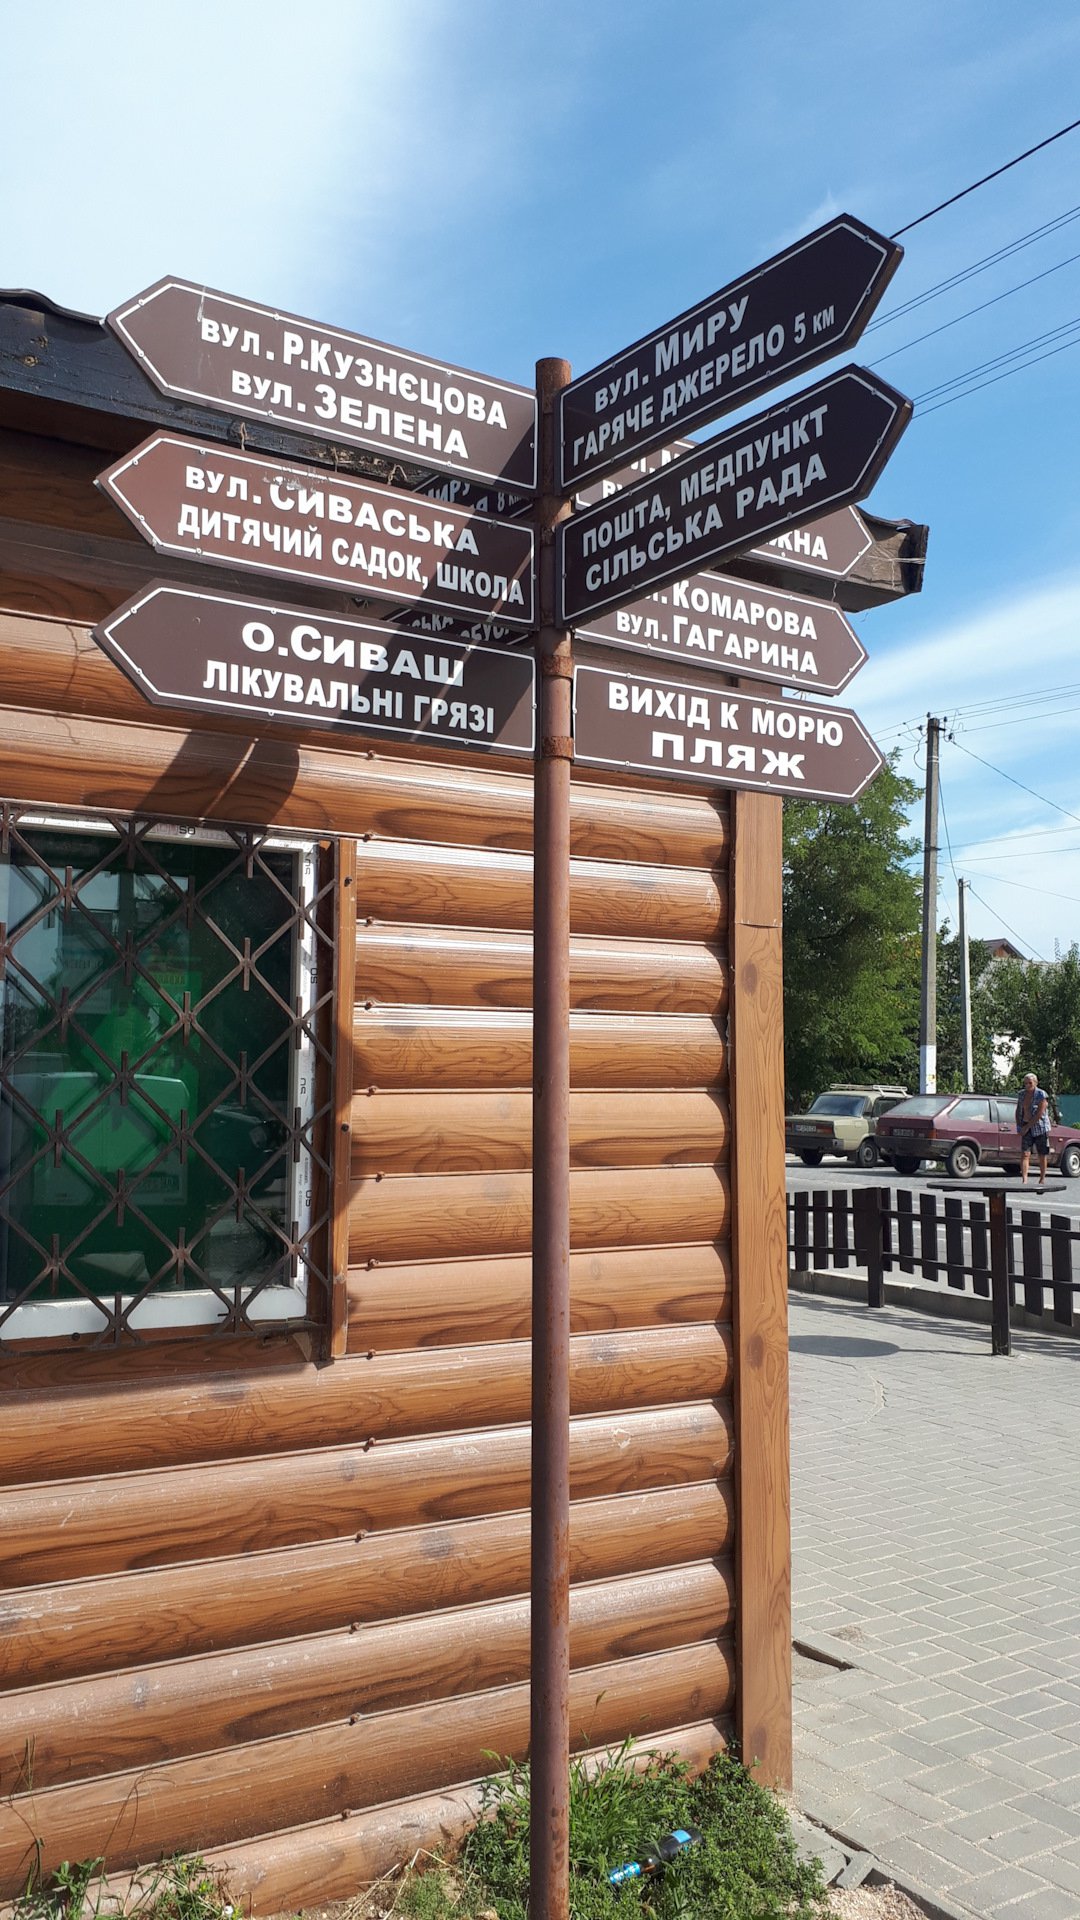 вул. Р.Кузнєцова
вул. Зелена
вул. Сиваська
дитячий садок, школа
о.Сиваш
лікувальні грязі
вул. Миру
гаряче джерело 5 км
пошта, медпункт
сільська рада
Комарова
вул. Гагарина
вихід к морю
пляж